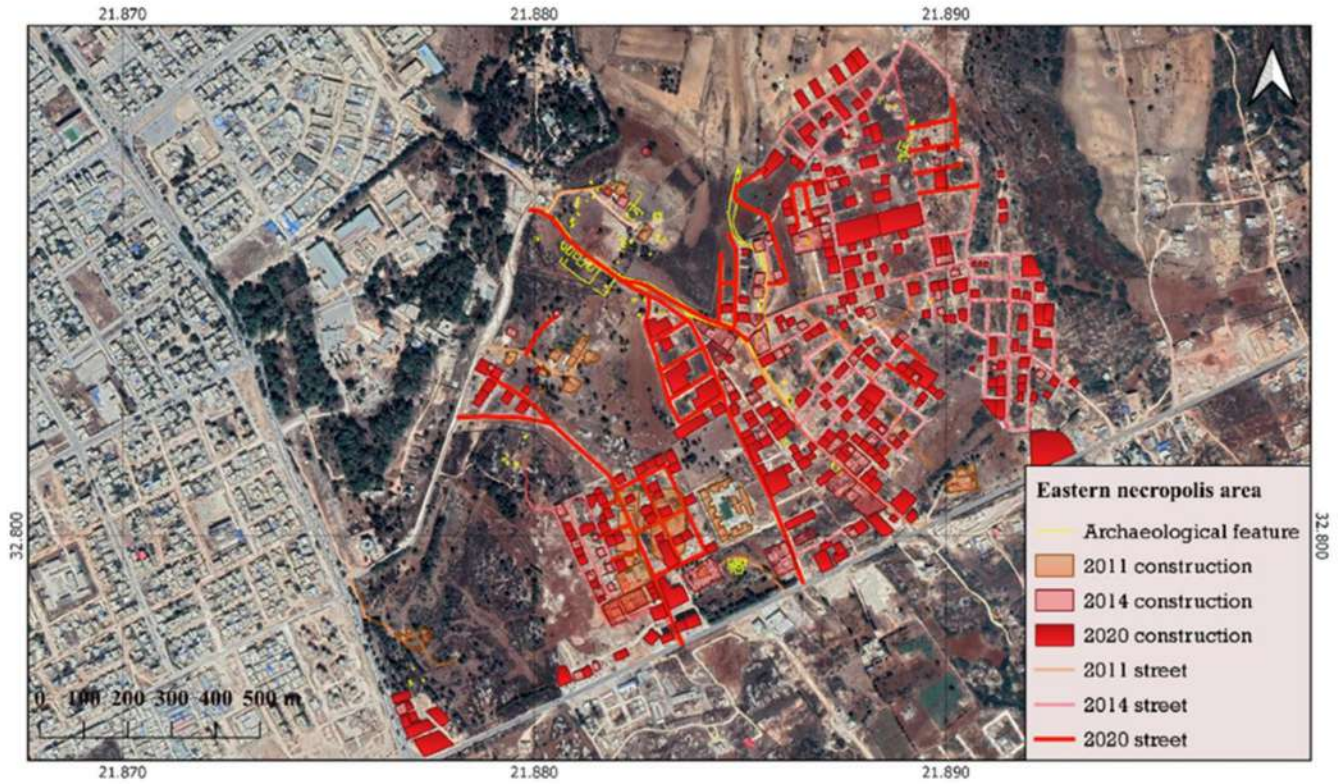 21.870 21.880 21.890
32.800 32.800
Eastern necropolis area
Archaeological feature
2011 construction
2014 construction
2020 construction
2011 street
2014 street
2020 street
0 100 200 300 400 500 m
21.870 21.880 21.890